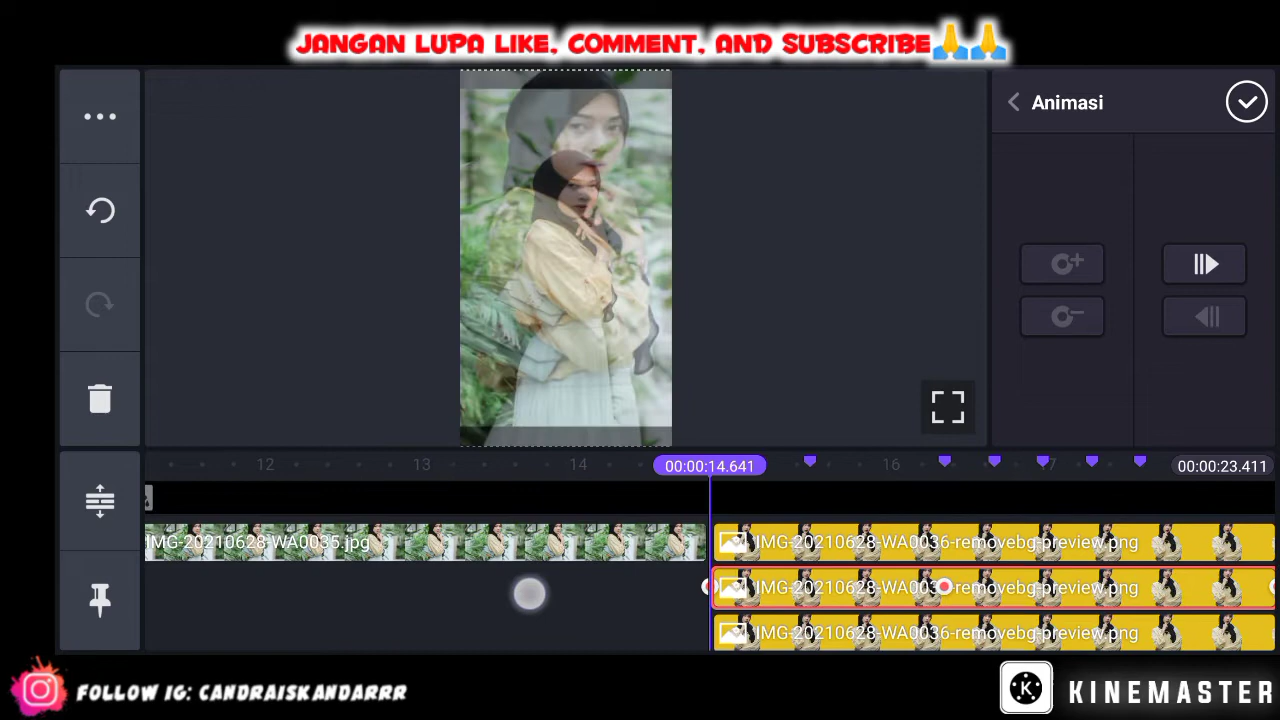 JANGAN LUPA LIKE, COMMENT, AND SUBSCRIBE🙏🙏
Animasi
12
13
14
00:00:14.641
16
17
00:00:23.411
IMG-20210628-WA0035.jpg
IMG-20210628-WA0036-removebg-preview.png
IMG-20210628-WA0036-removebg-preview.png
IMG-20210628-WA0036-removebg-preview.png
FOLLOW IG: CANDRAISKANDARRR
K KINEMASTER